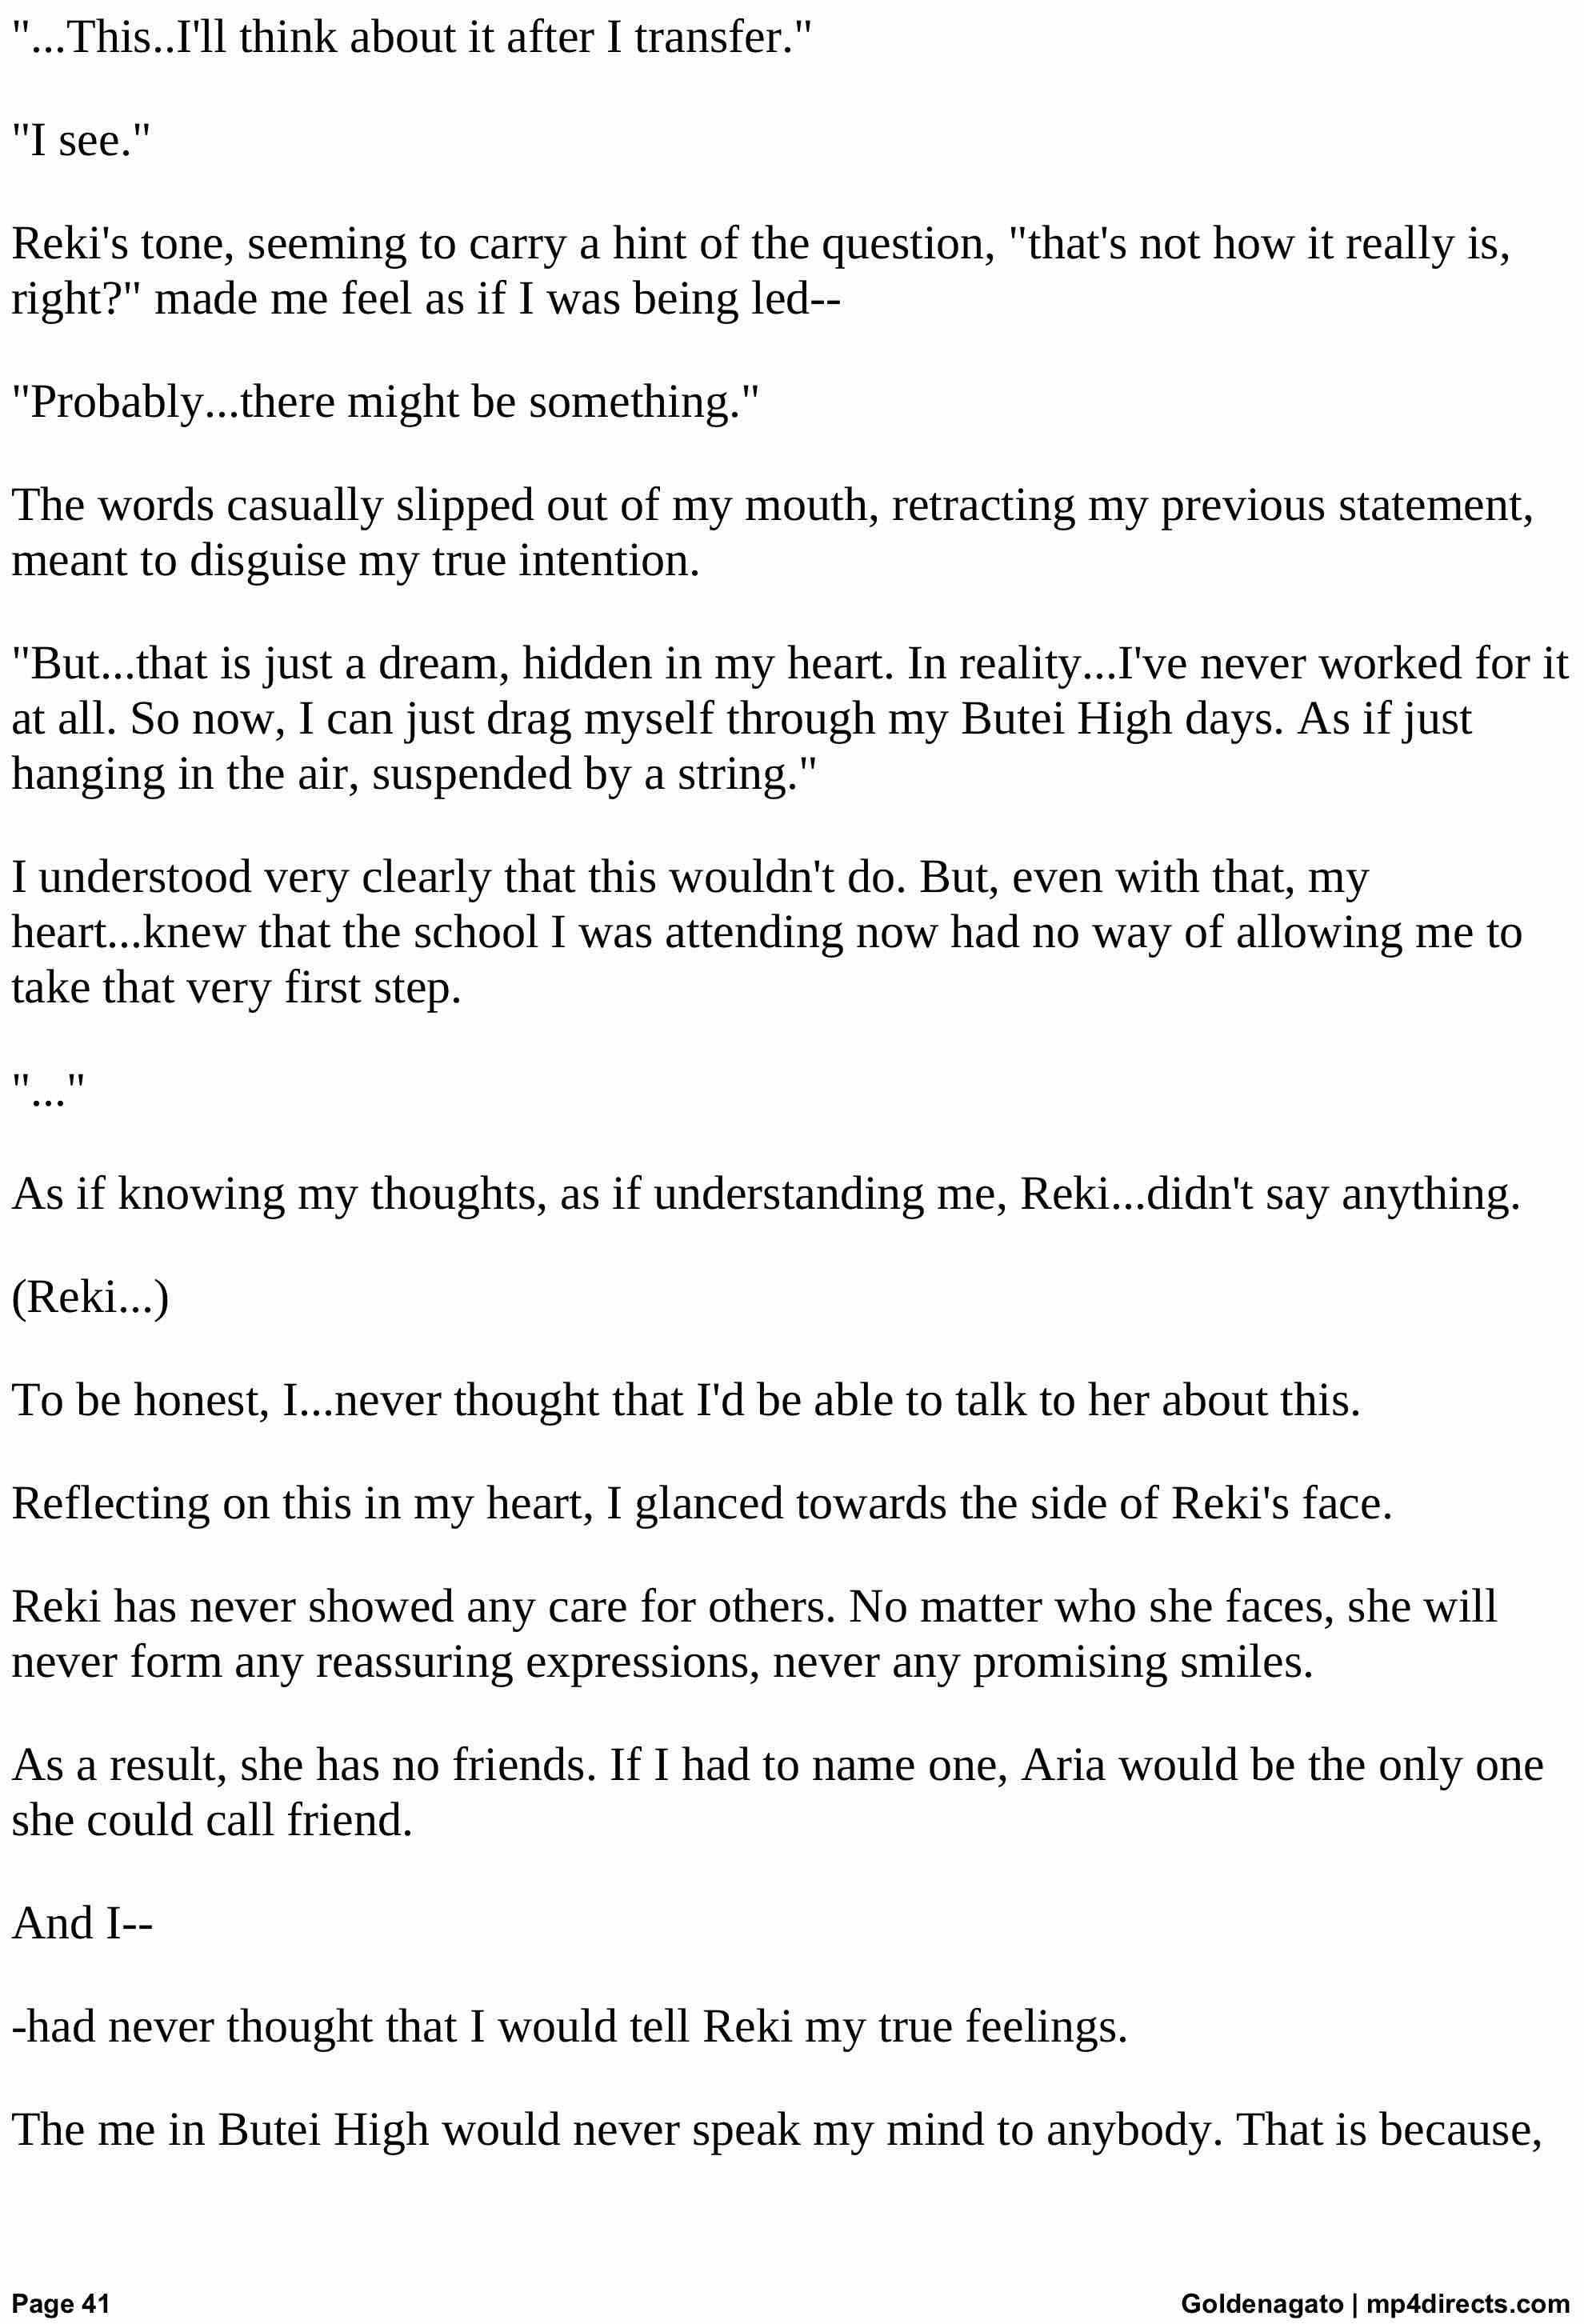 "...This..I'll think about it after I transfer."
"I see."
Reki's tone, seeming to carry a hint of the question, "that's not how it really is,
right?" made me feel as if I was being led--
"Probably...there might be something."
The words casually slipped out of my mouth, retracting my previous statement,
meant to disguise my true intention.
"But...that is just a dream, hidden in my heart. In reality...I've never worked for it
at all. So now, I can just drag myself through my Butei High days. As if just
hanging in the air, suspended by a string."
I understood very clearly that this wouldn't do. But, even with that, my
heart...knew that the school I was attending now had no way of allowing me to
take that very first step.
"..."
As if knowing my thoughts, as if understanding me, Reki...didn't say anything.
(Reki...)
To be honest, I...never thought that I'd be able to talk to her about this.
Reflecting on this in my heart, I glanced towards the side of Reki's face.
Reki has never showed any care for others. No matter who she faces, she will
never form any reassuring expressions, never any promising smiles.
As a result, she has no friends. If I had to name one, Aria would be the only one
she could call friend.
And I--
-had never thought that I would tell Reki my true feelings.
The me in Butei High would never speak my mind to anybody. That is because,
Page 41
Goldenagato | mp4directs.com